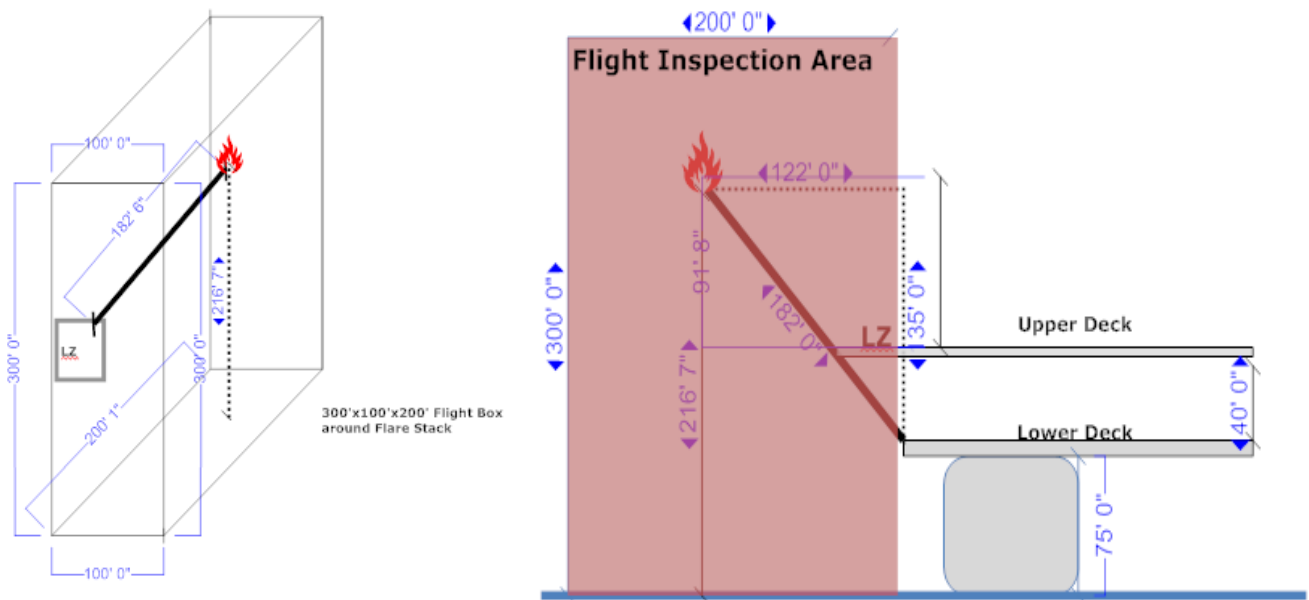 100' 0"
182' 6"
216' 7"
LZ
300' 0"
300' 0"
200' 1"
100' 0"
300'x100'x200' Flight Box
around Flare Stack
200' 0"
Flight Inspection Area
122' 0"
91' 8"
182' 0"
300' 0"
216' 7"
LZ
135' 0"
Upper Deck
40' 0"
Lower Deck
75' 0"